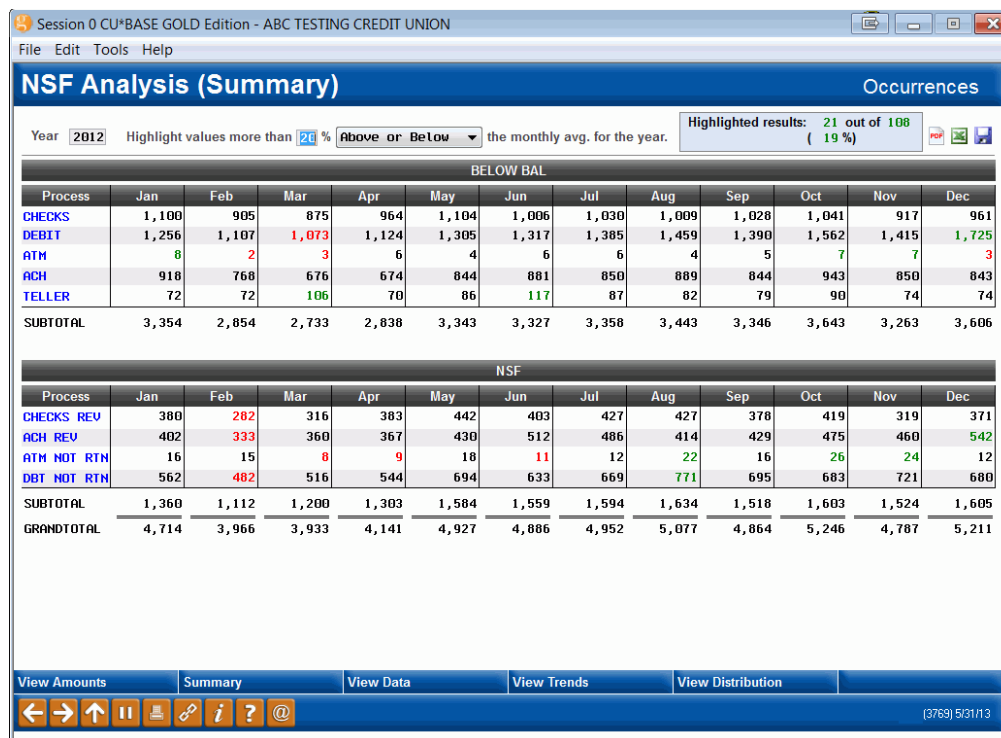 Session 0 CU*BASE GOLD Edition - ABC TESTING CREDIT UNION
File Edit Tools Help
NSF Analysis (Summary) Occurrences
Year 2012 Highlight values more than 20 % Above or Below the monthly avg. for the year. Highlighted results: 21 out of 108
( 19 %)
BELOW BAL
Process Jan Feb Mar Apr May Jun Jul Aug Sep Oct Nov Dec
CHECKS 1,100 905 875 964 1,104 1,006 1,030 1,009 1,028 1,041 917 961
DEBIT 1,256 1,107 1,073 1,124 1,305 1,317 1,385 1,459 1,390 1,562 1,415 1,725
ATM 8 2 3 6 4 6 6 4 5 7 7 3
ACH 918 768 676 674 844 881 850 889 844 943 850 843
TELLER 72 72 106 70 86 117 87 82 79 90 74 74
SUBTOTAL 3,354 2,854 2,733 2,838 3,343 3,327 3,358 3,443 3,346 3,643 3,263 3,606
NSF
Process Jan Feb Mar Apr May Jun Jul Aug Sep Oct Nov Dec
CHECKS REV 380 282 316 383 442 403 427 427 378 419 319 371
ACH REV 402 333 360 367 430 512 486 414 429 475 460 542
ATM NOT RTN 16 15 8 9 18 11 12 22 16 26 24 12
DBT NOT RTN 562 482 516 544 694 633 669 771 695 683 721 680
SUBTOTAL 1,360 1,112 1,200 1,303 1,584 1,559 1,594 1,634 1,518 1,603 1,524 1,605
GRANDTOTAL 4,714 3,966 3,933 4,141 4,927 4,886 4,952 5,077 4,864 5,246 4,787 5,211
View Amounts Summary View Data View Trends View Distribution
(3769) 5/31/13